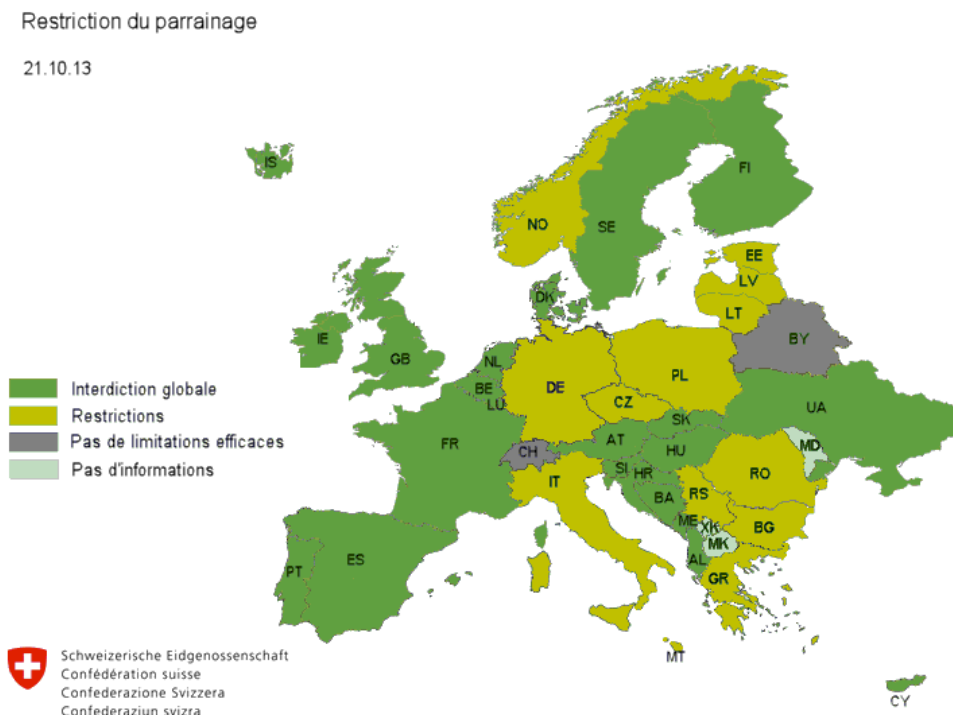 Restriction du parrainage
21.10.13
IS
FI
NO
SE
EE
LV
DK
LT
IE
BY
GB
NL
BE
DE
PL
LU
CZ
UA
Interdiction globale
Restrictions
Pas de limitations efficaces
Pas d'informations
FR
SK
AT
MD
CH
HU
SI
HR
IT
RO
RS
BA
ME
XK
BG
MK
AL
PT
ES
GR
MT
CY
Schweizerische Eidgenossenschaft
Confédération suisse
Confederazione Svizzera
Confederaziun svizra